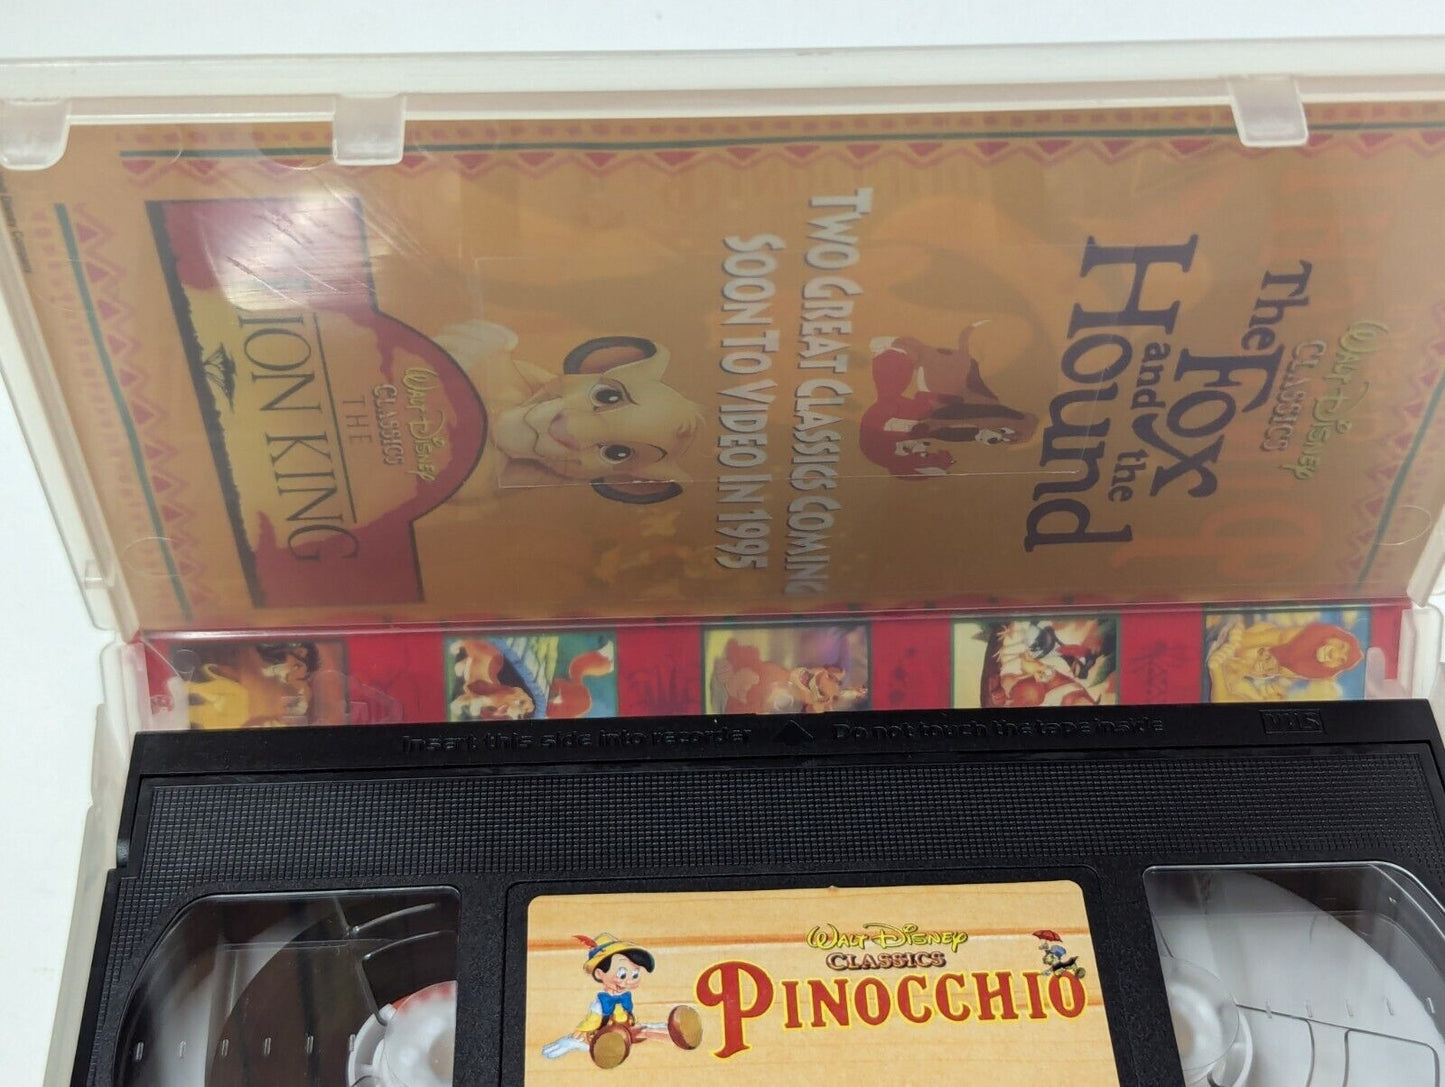 Walt Disney
CLASSICS
THE FOX
and the
HOUND
TWO GREAT CLASSICS COMING
SOON TO VIDEO IN 1995
Walt Disney
CLASSICS
THE
LION KING
Insert this side into recorder
Do not touch the tape inside
VHS
Walt Disney
CLASSICS
PINOCCHIO